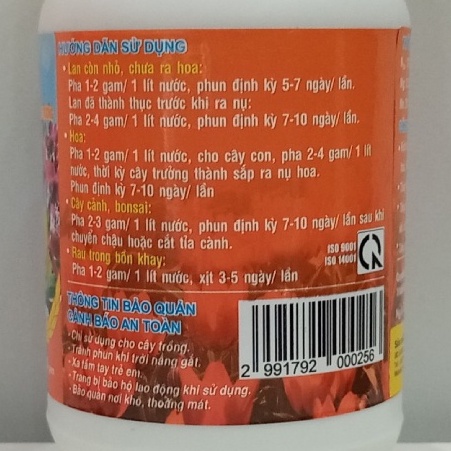 HƯỚNG DẪN SỬ DỤNG
• Lan còn nhỏ, chưa ra hoa:
Pha 1-2 gam/ 1 lít nước, phun định kỳ 5-7 ngày/ lần.
Lan đã thành thục trước khi ra nụ:
Pha 2-4 gam/ 1 lít nước, phun định kỳ 7-10 ngày/ lần.
• Hoa:
Pha 1-2 gam/ 1 lít nước, cho cây con, pha 2-4 gam/ 1 lít
nước, thời kỳ cây trưởng thành sắp ra nụ hoa.
Phun định kỳ 7-10 ngày/ lần
• Cây cảnh, bonsai:
Pha 2-3 gam/ 1 lít nước, phun định kỳ 7-10 ngày/ lần sau khi
chuyển chậu hoặc cắt tỉa cành.
• Rau trong bồn khay:
Pha 1-2 gam/ 1 lít nước, xịt 3-5 ngày/ lần
ISO 9001
ISO 14001
THÔNG TIN BẢO QUẢN
CẢNH BÁO AN TOÀN
- Chỉ sử dụng cho cây trồng.
- Tránh phun khi trời nắng gắt.
- Xa tầm tay trẻ em.
- Trang bị bảo hộ lao động khi sử dụng.
- Bảo quản nơi khô, thoáng mát.
2 991792 000256